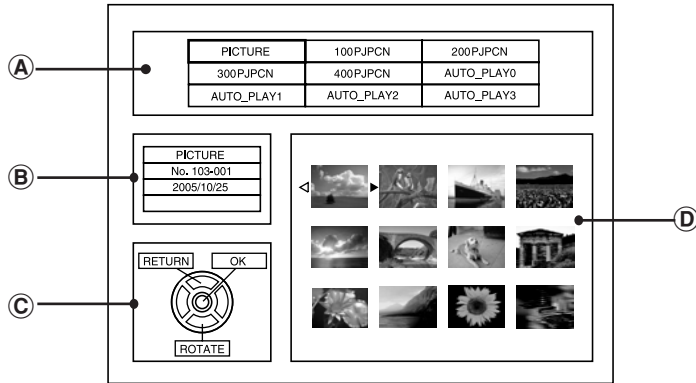 A
PICTURE 100PJPCN 200PJPCN
300PJPCN 400PJPCN AUTO_PLAY0
AUTO_PLAY1 AUTO_PLAY2 AUTO_PLAY3
B
PICTURE
No. 103-001
2005/10/25
C
RETURN OK
ROTATE
D